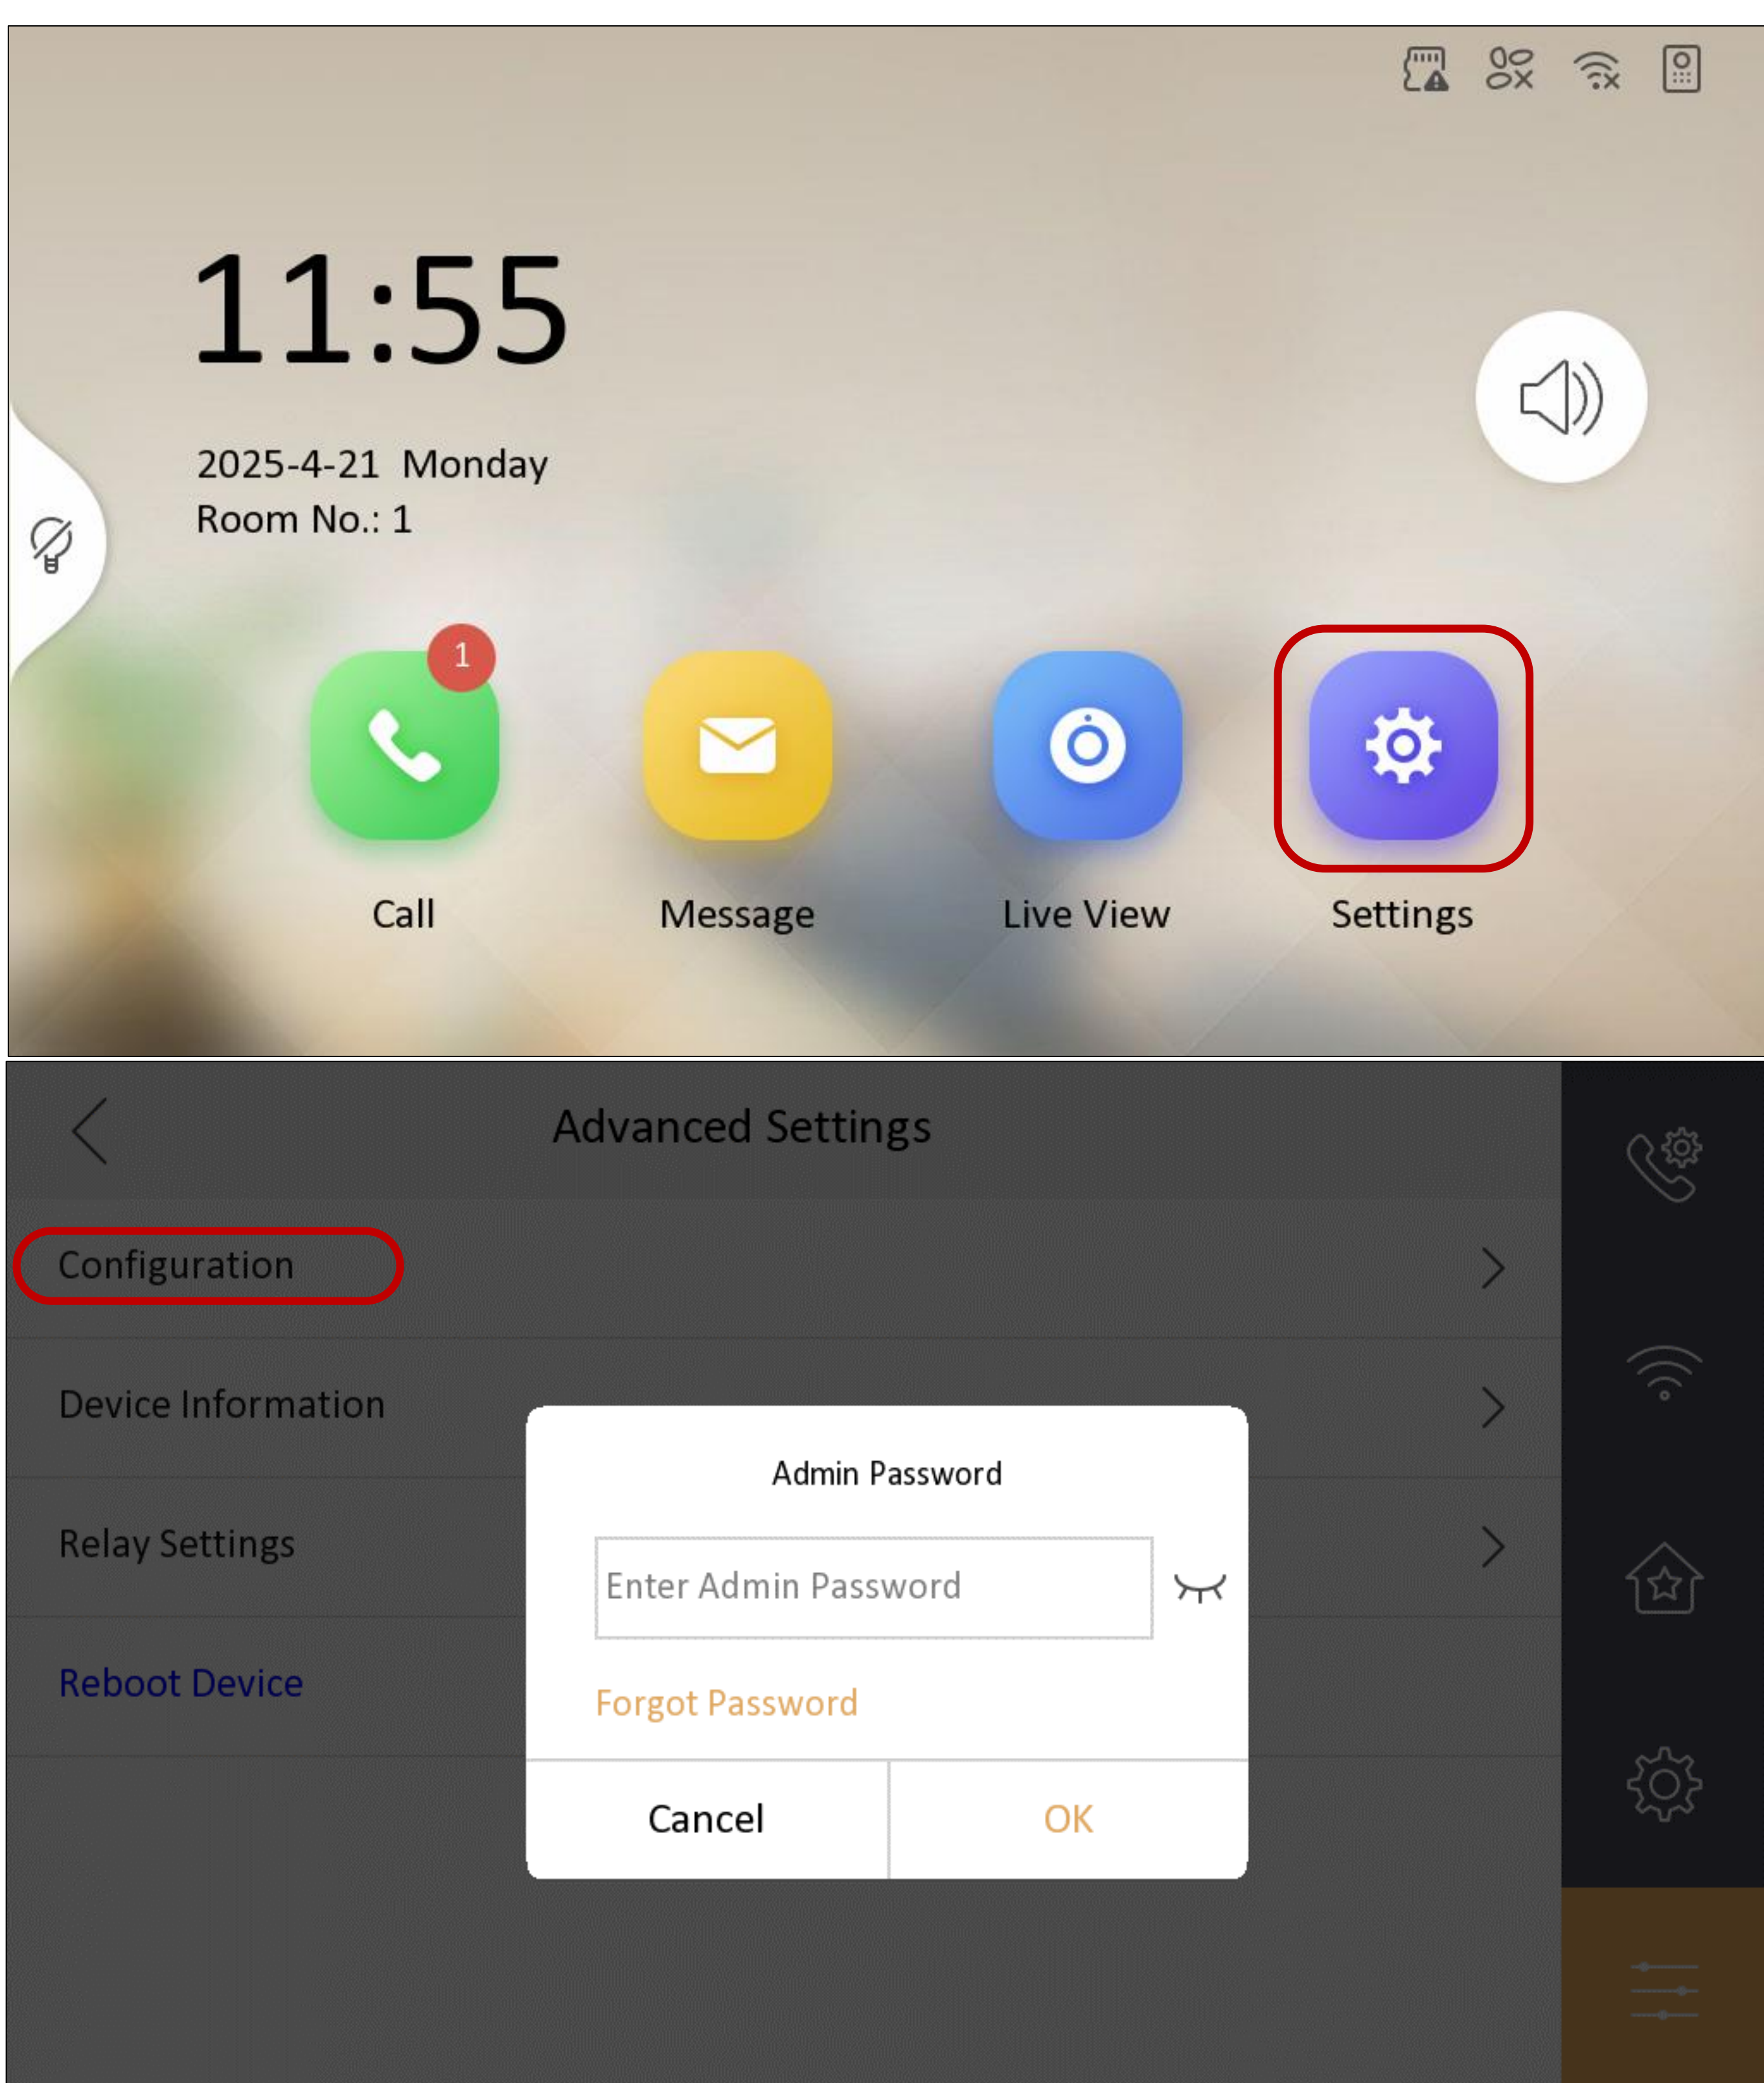 11:55
2025-4-21 Monday
Room No.: 1
1
Call
Message
Live View
Settings
Advanced Settings
Configuration
Device Information
Relay Settings
Reboot Device
Admin Password
Enter Admin Password
Forgot Password
Cancel
OK